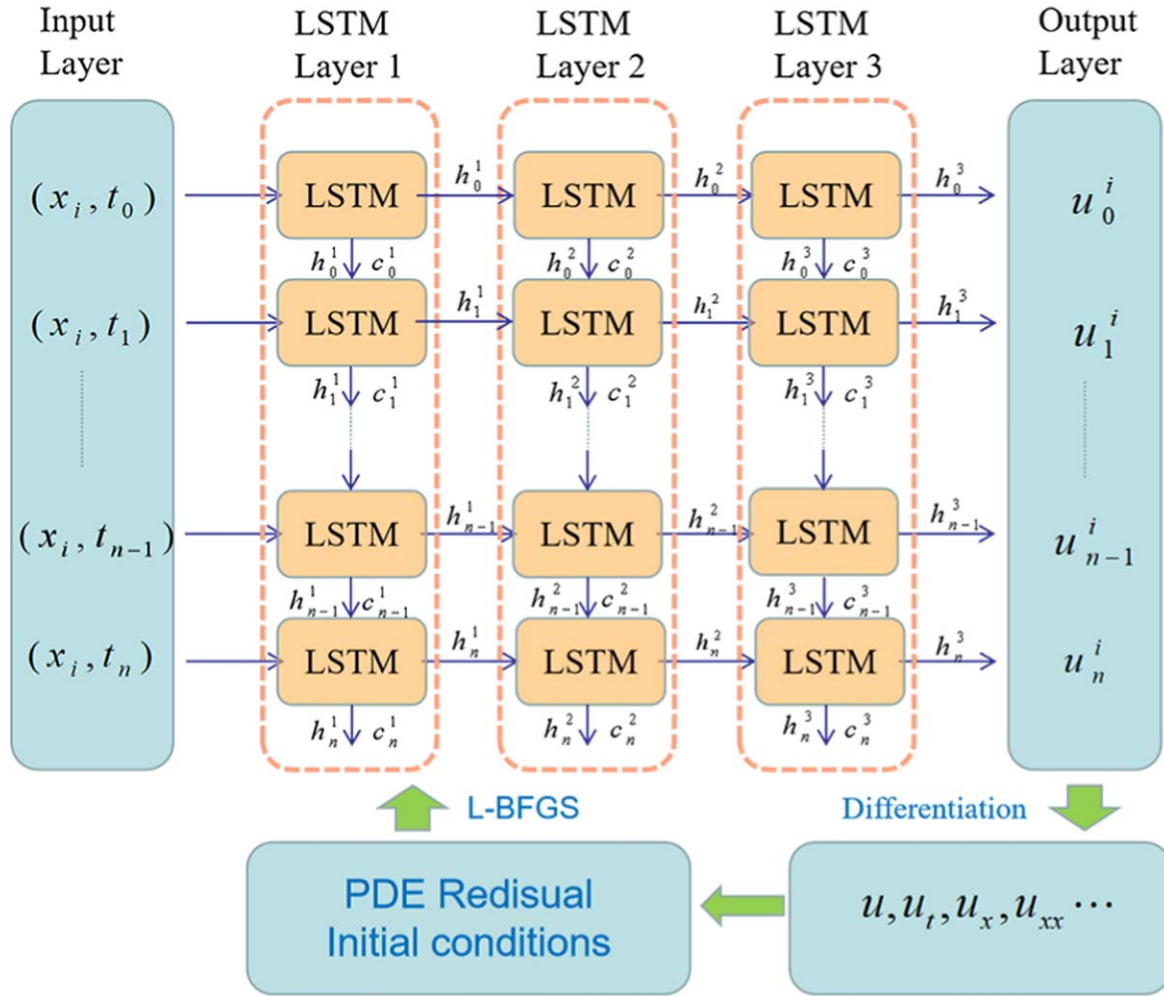 Input Layer
LSTM Layer 1
LSTM Layer 2
LSTM Layer 3
Output Layer
(x_i, t_0)
LSTM
h_0^1
LSTM
h_0^2
LSTM
h_0^3
u_0^i
h_0^1 c_0^1
h_0^2 c_0^2
h_0^3 c_0^3
(x_i, t_1)
LSTM
h_1^1
LSTM
h_1^2
LSTM
h_1^3
u_1^i
h_1^1 c_1^1
h_1^2 c_1^2
h_1^3 c_1^3
(x_i, t_{n-1})
LSTM
h_{n-1}^1
LSTM
h_{n-1}^2
LSTM
h_{n-1}^3
u_{n-1}^i
h_{n-1}^1 c_{n-1}^1
h_{n-1}^2 c_{n-1}^2
h_{n-1}^3 c_{n-1}^3
(x_i, t_n)
LSTM
h_n^1
LSTM
h_n^2
LSTM
h_n^3
u_n^i
h_n^1 c_n^1
h_n^2 c_n^2
h_n^3 c_n^3
L-BFGS
Differentiation
PDE Redisual
Initial conditions
u, u_t, u_x, u_{xx} ···